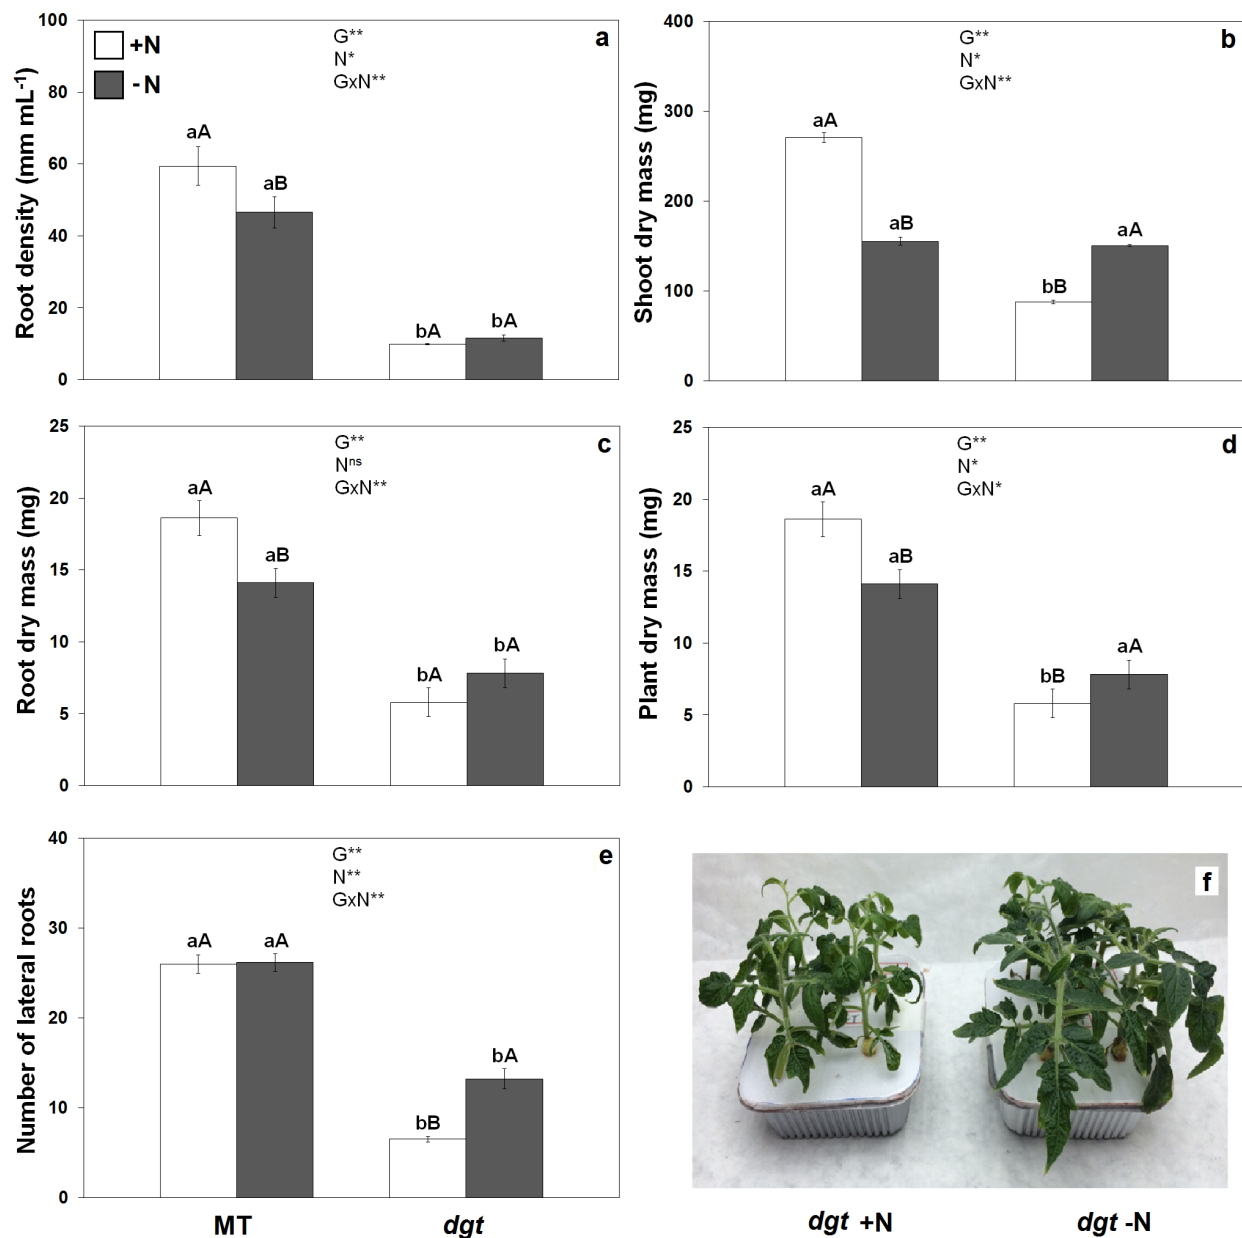 a
+N
-N
G**
N*
GxN**
Root density (mm mL-1)
100
80
60
40
20
0
aA
aB
bA
bA
b
G**
N*
GxN**
Shoot dry mass (mg)
400
300
200
100
0
aA
aB
bB
aA
c
G**
Nns
GxN**
Root dry mass (mg)
25
20
15
10
5
0
aA
aB
bA
bA
d
G**
N*
GxN*
Plant dry mass (mg)
25
20
15
10
5
0
aA
aB
bB
aA
e
G**
N**
GxN**
Number of lateral roots
40
30
20
10
0
aA
aA
bB
bA
MT
dgt
f
dgt +N
dgt -N